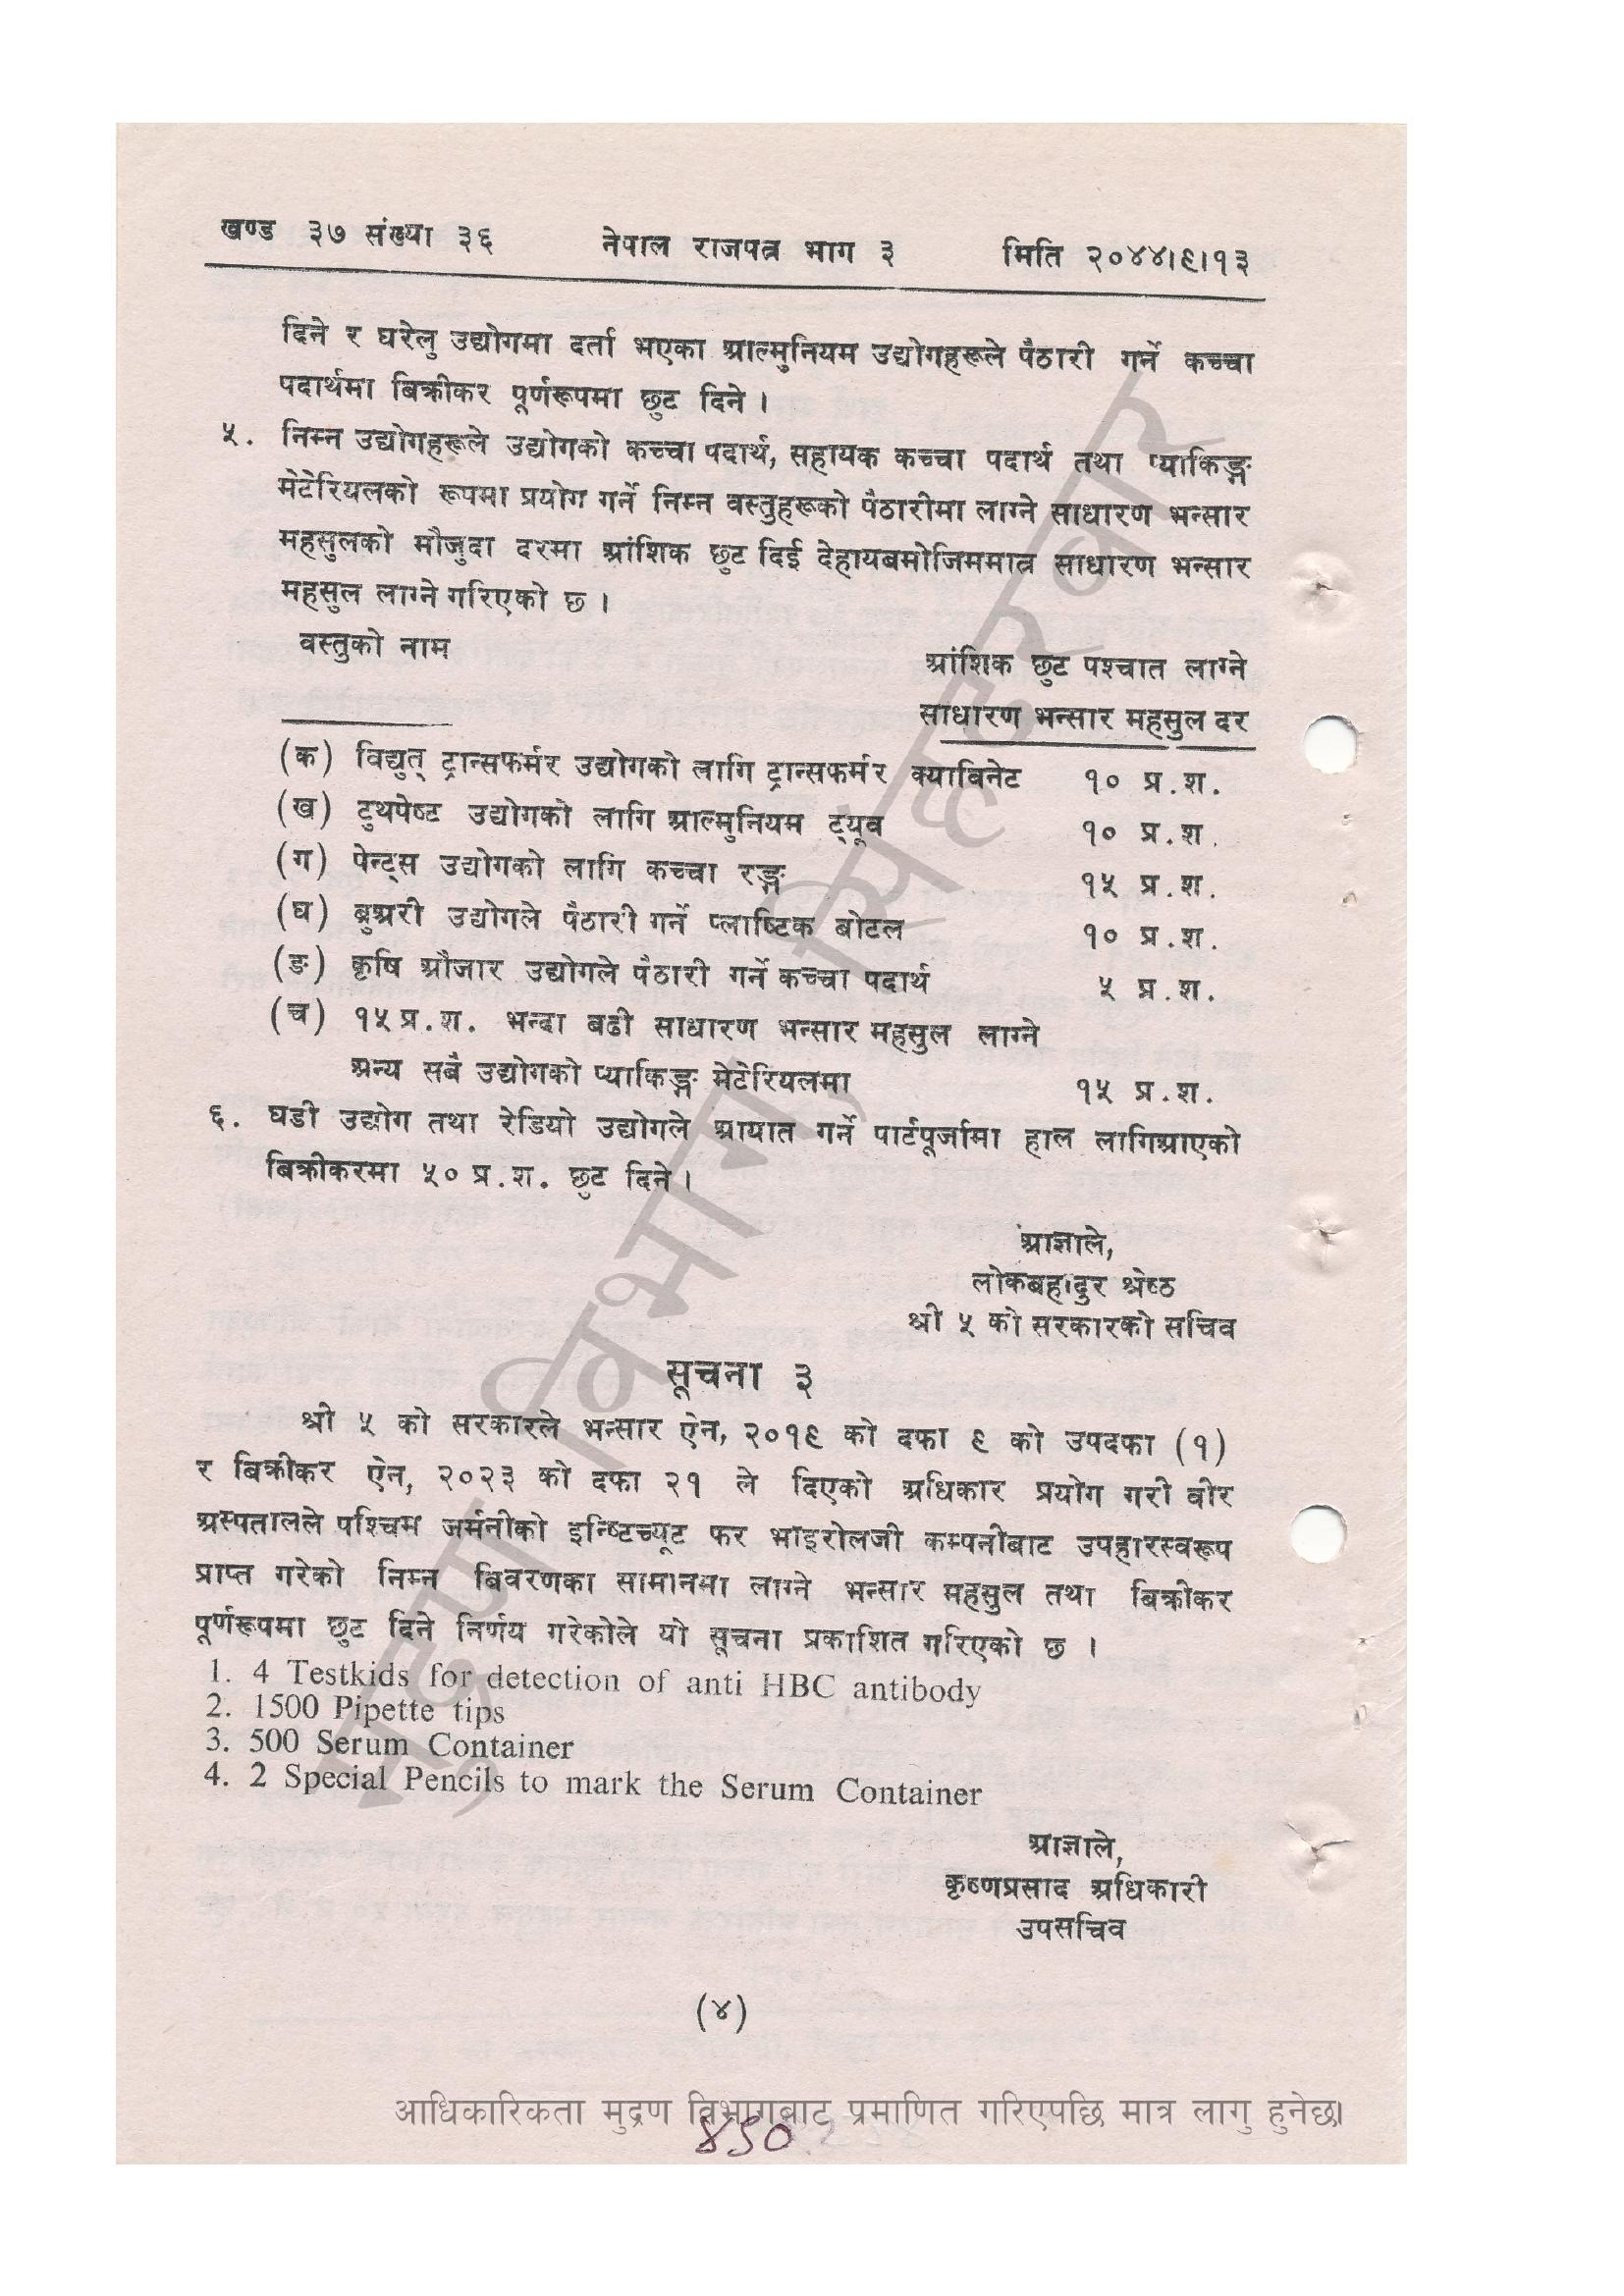 खण्ड ३७ संख्या ३६ नेपाल राजपत्र भाग ३ मिति २०४४।९।१३
दिने र घरेलु उद्योगमा दर्ता भएका आल्मुनियम उद्योगहरूले पैठारी गर्ने कच्चा
पदार्थमा बिक्रीकर पूर्णरूपमा छुट दिने ।
५. निम्न उद्योगहरूले उद्योगको कच्चा पदार्थ, सहायक कच्चा पदार्थ तथा प्याकिङ्ग
मेटेरियलको रूपमा प्रयोग गर्ने निम्न वस्तुहरूको पैठारीमा लाग्ने साधारण भन्सार
महसुलको मौजुदा दरमा आंशिक छुट दिई देहायबमोजिममात्र साधारण भन्सार
महसुल लाग्ने गरिएको छ ।
वस्तुको नाम
आंशिक छुट पश्चात लाग्ने
साधारण भन्सार महसुल दर
(क) विद्युत् ट्रान्सफर्मर उद्योगको लागि ट्रान्सफर्मर क्याबिनेट १० प्र.श.
(ख) टुथपेष्ट उद्योगको लागि आल्मुनियम ट्यूव १० प्र.श.
(ग) पेन्ट्स उद्योगको लागि कच्चा रङ्ग १५ प्र.श.
(घ) ब्रुअरी उद्योगले पैठारी गर्ने प्लाष्टिक बोटल १० प्र.श.
(ङ) कृषि औजार उद्योगले पैठारी गर्ने कच्चा पदार्थ ५ प्र.श.
(च) १५ प्र.श. भन्दा बढी साधारण भन्सार महसुल लाग्ने
अन्य सबै उद्योगको प्याकिङ्ग मेटेरियलमा १५ प्र.श.
६. घडी उद्योग तथा रेडियो उद्योगले आयात गर्ने पार्टपूर्जामा हाल लागिआएको
बिक्रीकरमा ५० प्र.श. छुट दिने ।
आज्ञाले,
लोकबहादुर श्रेष्ठ
श्री ५ को सरकारको सचिव
सूचना ३
श्री ५ को सरकारले भन्सार ऐन, २०१९ को दफा ९ को उपदफा (१)
र बिक्रीकर ऐन, २०२३ को दफा २१ ले दिएको अधिकार प्रयोग गरी वीर
अस्पतालले पश्चिम जर्मनीको इन्ष्टिच्यूट फर भाइरोलजी कम्पनीबाट उपहारस्वरूप
प्राप्त गरेको निम्न बिवरणका सामानमा लाग्ने भन्सार महसुल तथा बिक्रीकर
पूर्णरूपमा छुट दिने निर्णय गरेकोले यो सूचना प्रकाशित गरिएको छ ।
1. 4 Testkids for detection of anti HBC antibody
2. 1500 Pipette tips
3. 500 Serum Container
4. 2 Special Pencils to mark the Serum Container
आज्ञाले,
कृष्णप्रसाद अधिकारी
उपसचिव
(४)
मुद्रण विभाग, सिंहदरबार
आधिकारिकता मुद्रण विभागबाट प्रमाणित गरिएपछि मात्र लागु हुनेछ।